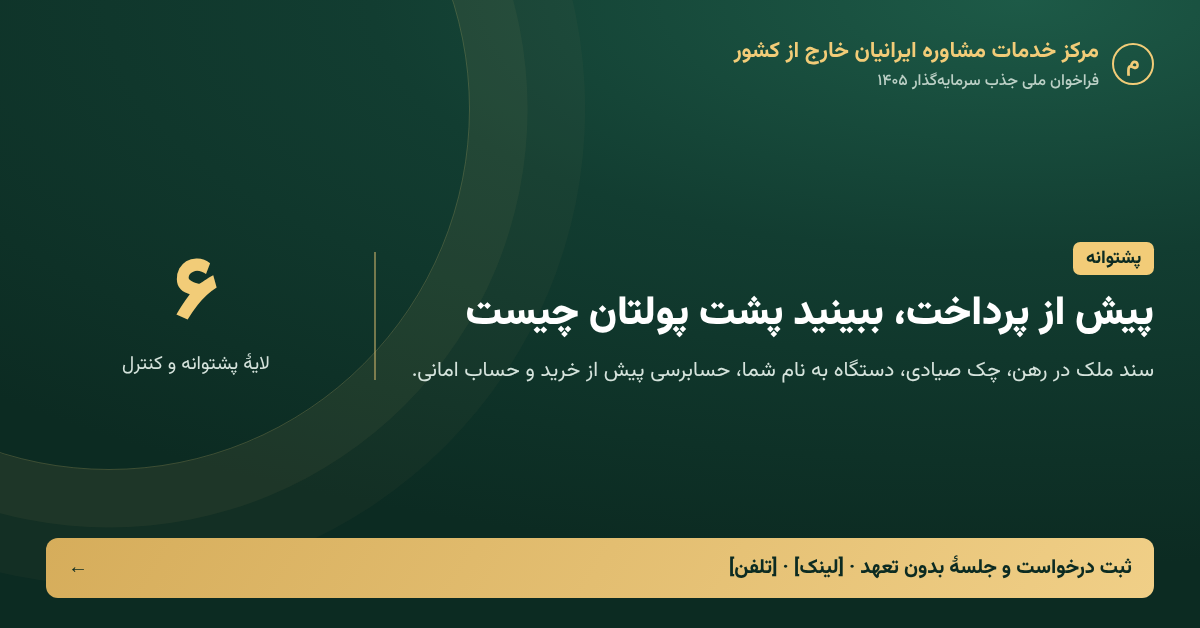 م
مرکز خدمات مشاوره ایرانیان خارج از کشور
فراخوان ملی جذب سرمایه‌گذار ۱۴۰۵
پشتوانه
پیش از پرداخت، ببینید پشت پولتان چیست
سند ملک در رهن، چک صیادی، دستگاه به نام شما، حسابرسی پیش از خرید و حساب امانی.
۶
لایهٔ پشتوانه و کنترل
ثبت درخواست و جلسهٔ بدون تعهد · [لینک] · [تلفن] ←